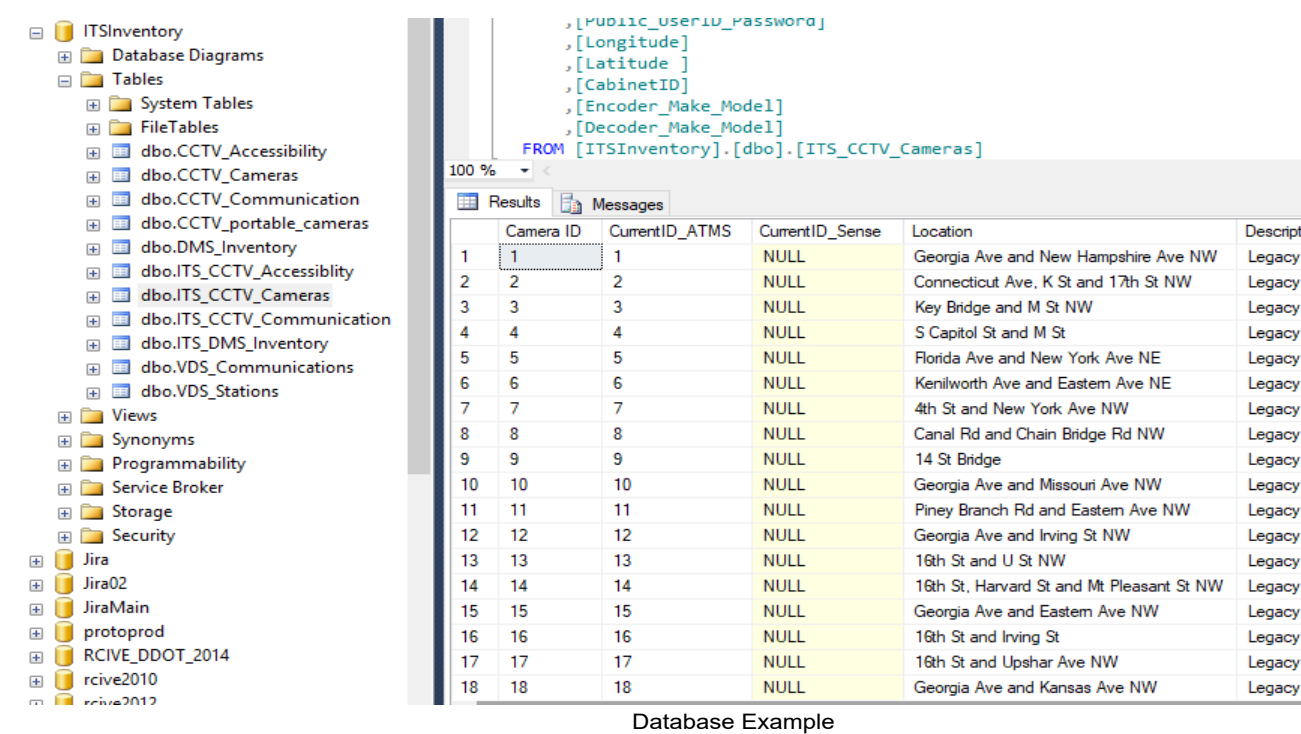 ITSInventory
Database Diagrams
Tables
System Tables
FileTables
dbo.CCTV_Accessibility
dbo.CCTV_Cameras
dbo.CCTV_Communication
dbo.CCTV_portable_cameras
dbo.DMS_Inventory
dbo.ITS_CCTV_Accessiblity
dbo.ITS_CCTV_Cameras
dbo.ITS_CCTV_Communication
dbo.ITS_DMS_Inventory
dbo.VDS_Communications
dbo.VDS_Stations
Views
Synonyms
Programmability
Service Broker
Storage
Security
Jira
Jira02
JiraMain
protoprod
RCIVE_DDOT_2014
rcive2010
rcive2012
,[Public_UserID_Password]
,[Longitude]
,[Latitude ]
,[CabinetID]
,[Encoder_Make_Model]
,[Decoder_Make_Model]
FROM [ITSInventory].[dbo].[ITS_CCTV_Cameras]
100 %
Results Messages
Camera ID CurrentID_ATMS CurrentID_Sense Location Descript
1 1 1 NULL Georgia Ave and New Hampshire Ave NW Legacy
2 2 2 NULL Connecticut Ave, K St and 17th St NW Legacy
3 3 3 NULL Key Bridge and M St NW Legacy
4 4 4 NULL S Capitol St and M St Legacy
5 5 5 NULL Florida Ave and New York Ave NE Legacy
6 6 6 NULL Kenilworth Ave and Eastern Ave NE Legacy
7 7 7 NULL 4th St and New York Ave NW Legacy
8 8 8 NULL Canal Rd and Chain Bridge Rd NW Legacy
9 9 9 NULL 14 St Bridge Legacy
10 10 10 NULL Georgia Ave and Missouri Ave NW Legacy
11 11 11 NULL Piney Branch Rd and Eastern Ave NW Legacy
12 12 12 NULL Georgia Ave and Irving St NW Legacy
13 13 13 NULL 16th St and U St NW Legacy
14 14 14 NULL 16th St, Harvard St and Mt Pleasant St NW Legacy
15 15 15 NULL Georgia Ave and Eastern Ave NW Legacy
16 16 16 NULL 16th St and Irving St Legacy
17 17 17 NULL 16th St and Upshar Ave NW Legacy
18 18 18 NULL Georgia Ave and Kansas Ave NW Legacy
Database Example